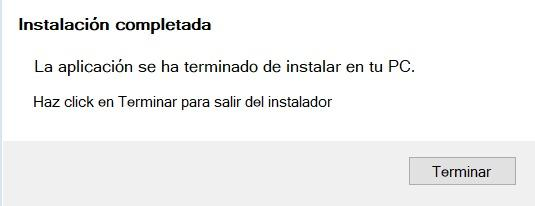 Instalación completada
La aplicación se ha terminado de instalar en tu PC.
Haz click en Terminar para salir del instalador
Terminar